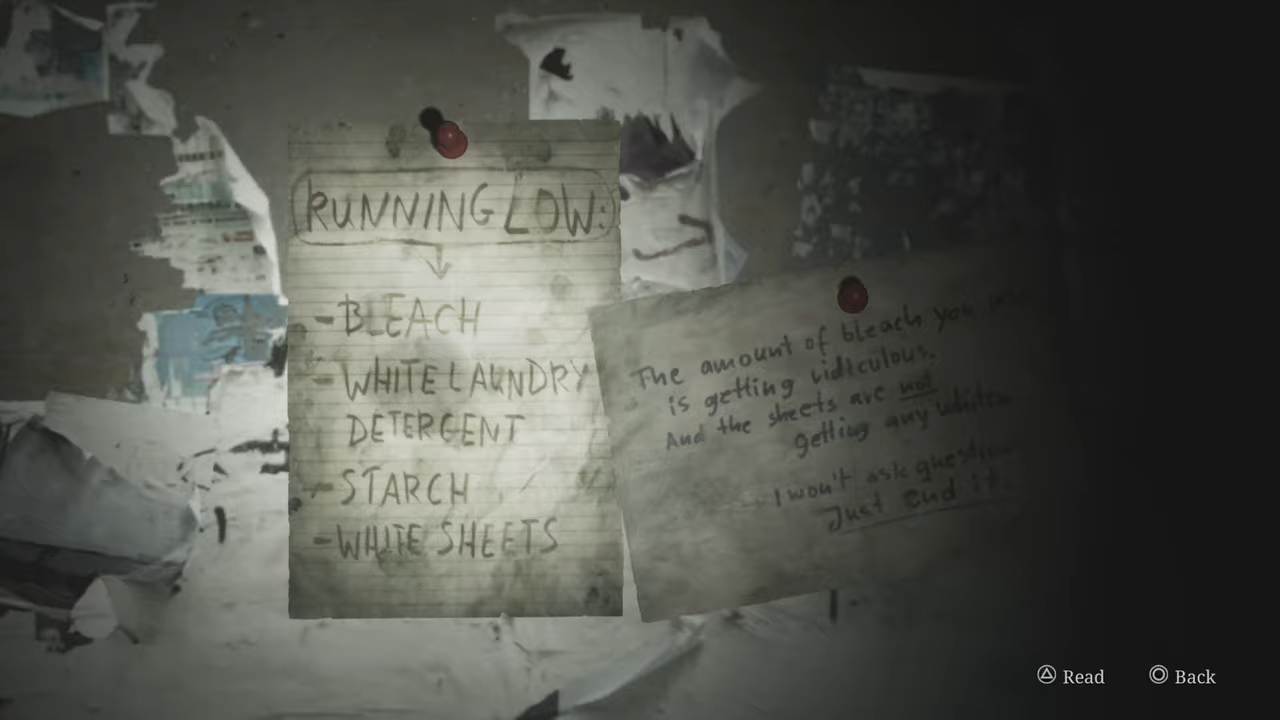 RUNNING LOW:
- BLEACH
- WHITE LAUNDRY
DETERGENT
- STARCH
- WHITE SHEETS
The amount of bleach you
is getting ridiculous.
And the sheets are not
getting any
I won't ask
Just end it.
Read
Back